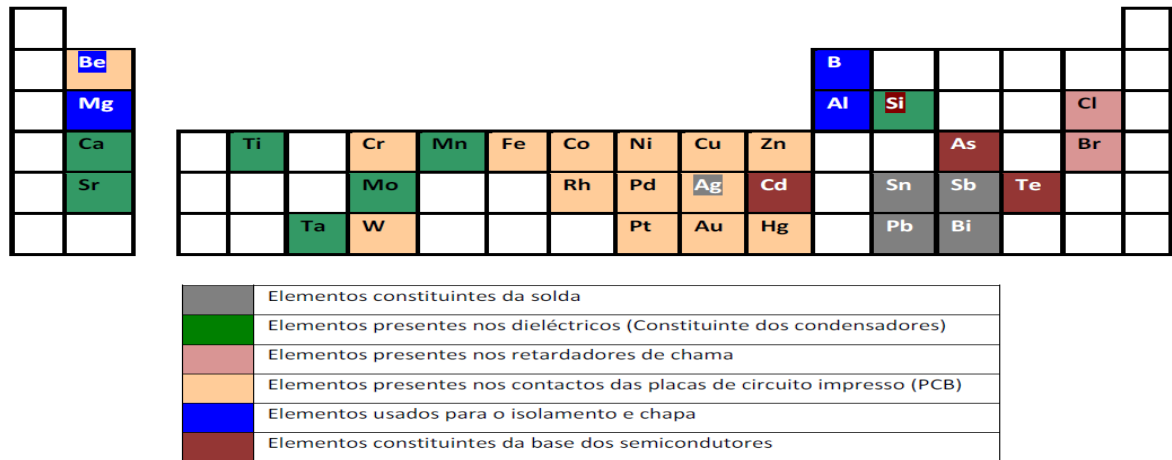 Be B
Mg Al Si Cl
Ca Ti Cr Mn Fe Co Ni Cu Zn As Br
Sr Mo Rh Pd Ag Cd Sn Sb Te
Ta W Pt Au Hg Pb Bi
Elementos constituintes da solda
Elementos presentes nos dieléctricos (Constituinte dos condensadores)
Elementos presentes nos retardadores de chama
Elementos presentes nos contactos das placas de circuito impresso (PCB)
Elementos usados para o isolamento e chapa
Elementos constituintes da base dos semicondutores